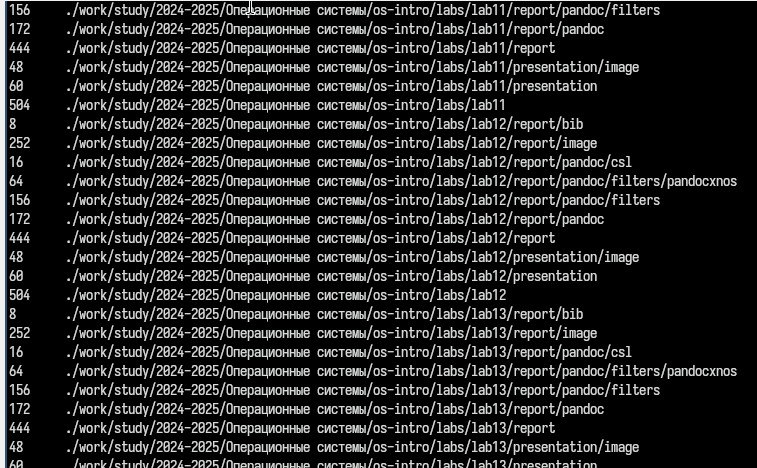 156 ./work/study/2024-2025/Операционные системы/os-intro/labs/lab11/report/pandoc/filters
172 ./work/study/2024-2025/Операционные системы/os-intro/labs/lab11/report/pandoc
444 ./work/study/2024-2025/Операционные системы/os-intro/labs/lab11/report
48 ./work/study/2024-2025/Операционные системы/os-intro/labs/lab11/presentation/image
60 ./work/study/2024-2025/Операционные системы/os-intro/labs/lab11/presentation
504 ./work/study/2024-2025/Операционные системы/os-intro/labs/lab11
8 ./work/study/2024-2025/Операционные системы/os-intro/labs/lab12/report/bib
252 ./work/study/2024-2025/Операционные системы/os-intro/labs/lab12/report/image
16 ./work/study/2024-2025/Операционные системы/os-intro/labs/lab12/report/pandoc/csl
64 ./work/study/2024-2025/Операционные системы/os-intro/labs/lab12/report/pandoc/filters/pandocxnos
156 ./work/study/2024-2025/Операционные системы/os-intro/labs/lab12/report/pandoc/filters
172 ./work/study/2024-2025/Операционные системы/os-intro/labs/lab12/report/pandoc
444 ./work/study/2024-2025/Операционные системы/os-intro/labs/lab12/report
48 ./work/study/2024-2025/Операционные системы/os-intro/labs/lab12/presentation/image
60 ./work/study/2024-2025/Операционные системы/os-intro/labs/lab12/presentation
504 ./work/study/2024-2025/Операционные системы/os-intro/labs/lab12
8 ./work/study/2024-2025/Операционные системы/os-intro/labs/lab13/report/bib
252 ./work/study/2024-2025/Операционные системы/os-intro/labs/lab13/report/image
16 ./work/study/2024-2025/Операционные системы/os-intro/labs/lab13/report/pandoc/csl
64 ./work/study/2024-2025/Операционные системы/os-intro/labs/lab13/report/pandoc/filters/pandocxnos
156 ./work/study/2024-2025/Операционные системы/os-intro/labs/lab13/report/pandoc/filters
172 ./work/study/2024-2025/Операционные системы/os-intro/labs/lab13/report/pandoc
444 ./work/study/2024-2025/Операционные системы/os-intro/labs/lab13/report
48 ./work/study/2024-2025/Операционные системы/os-intro/labs/lab13/presentation/image
60 ./work/study/2024-2025/Операционные системы/os-intro/labs/lab13/presentation